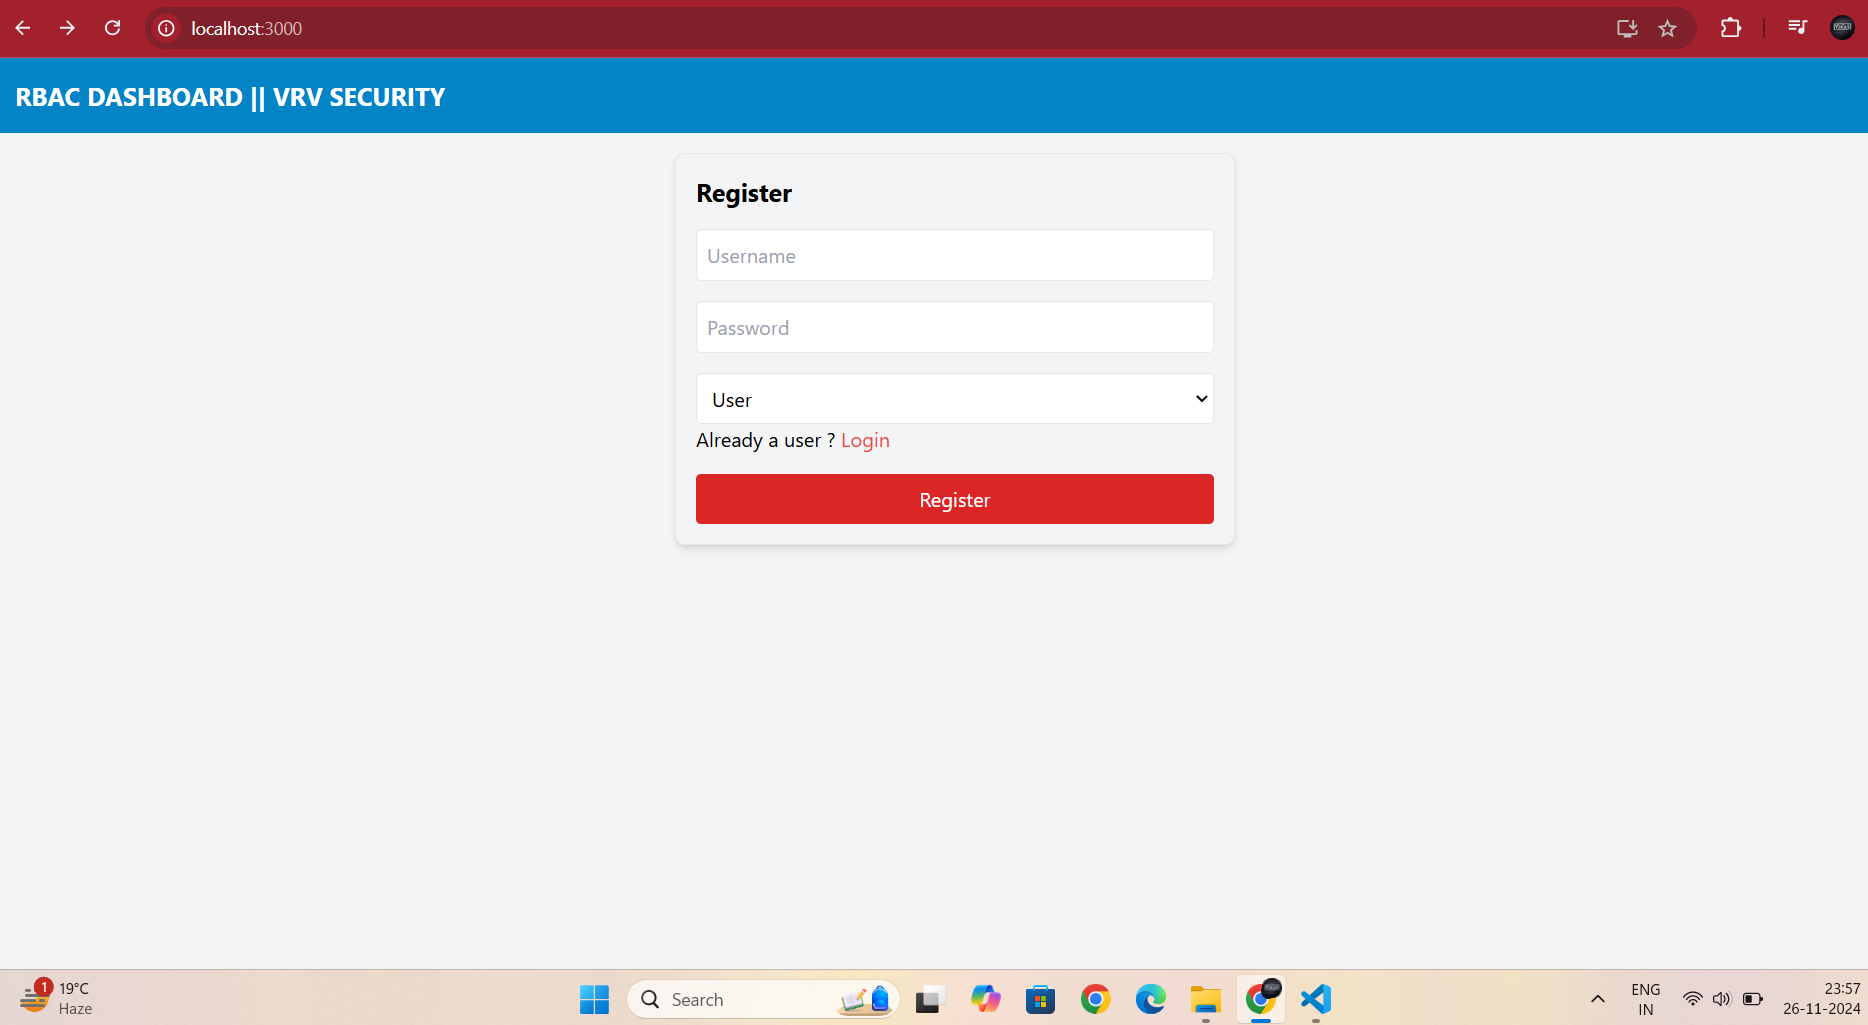 localhost:3000
RBAC DASHBOARD || VRV SECURITY
Register
Username
Password
User
Already a user ? Login
Register
1
19°C
Haze
Search
ENG
IN
23:57
26-11-2024